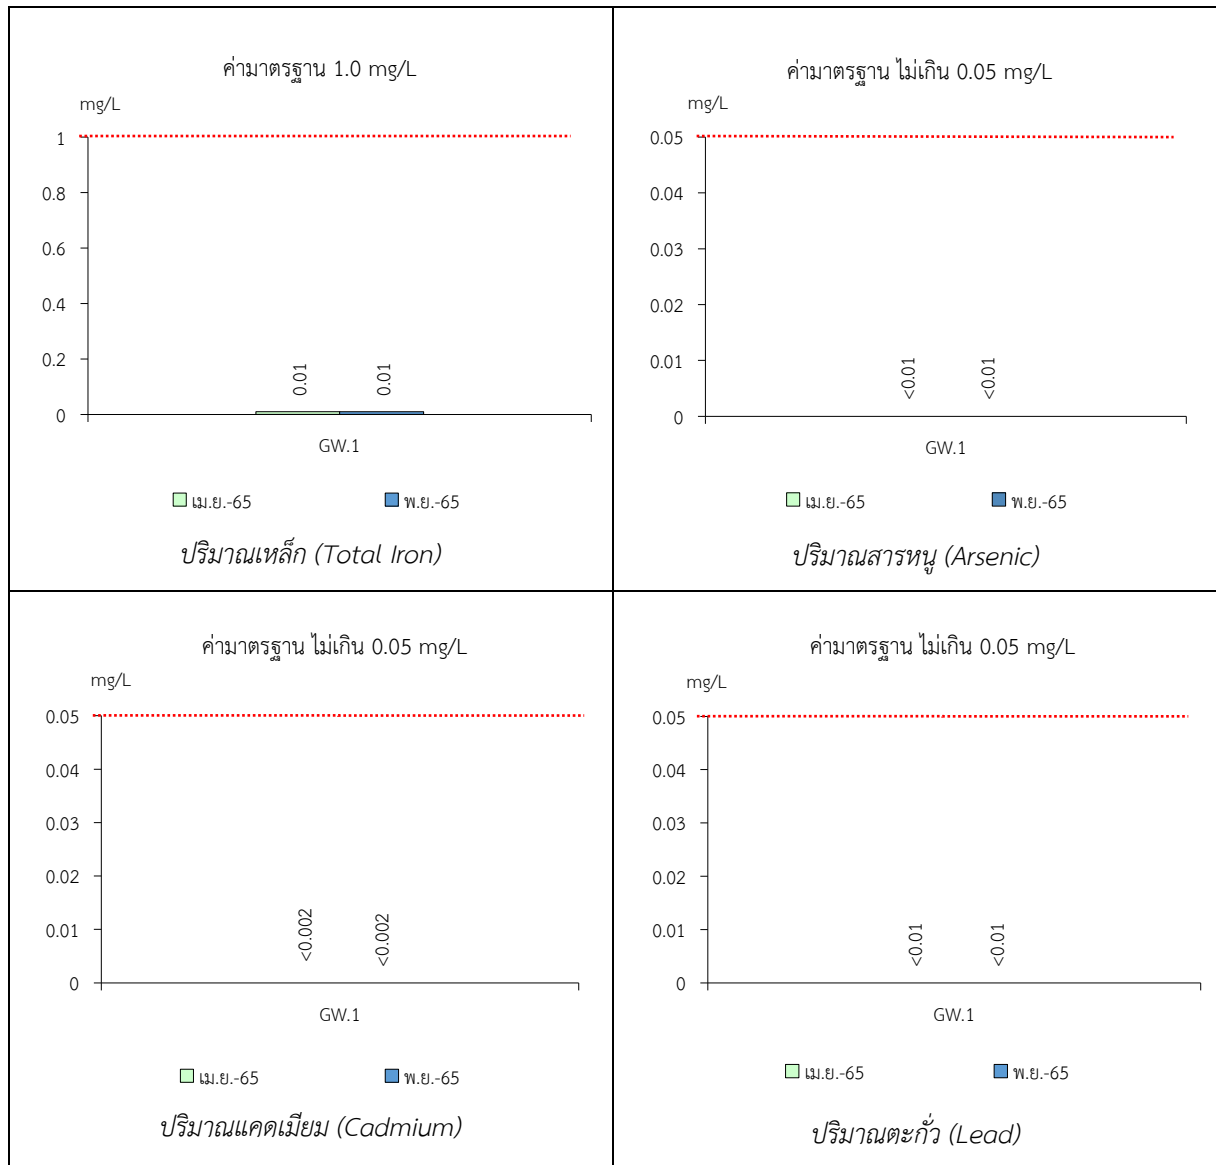 ค่ามาตรฐาน 1.0 mg/L
mg/L
1
0.8
0.6
0.4
0.2
0
0.01
0.01
GW.1
เม.ย.-65
พ.ย.-65
ปริมาณเหล็ก (Total Iron)
ค่ามาตรฐาน ไม่เกิน 0.05 mg/L
mg/L
0.05
0.04
0.03
0.02
0.01
0
<0.01
<0.01
GW.1
เม.ย.-65
พ.ย.-65
ปริมาณสารหนู (Arsenic)
ค่ามาตรฐาน ไม่เกิน 0.05 mg/L
mg/L
0.05
0.04
0.03
0.02
0.01
0
<0.002
<0.002
GW.1
เม.ย.-65
พ.ย.-65
ปริมาณแคดเมียม (Cadmium)
ค่ามาตรฐาน ไม่เกิน 0.05 mg/L
mg/L
0.05
0.04
0.03
0.02
0.01
0
<0.01
<0.01
GW.1
เม.ย.-65
พ.ย.-65
ปริมาณตะกั่ว (Lead)